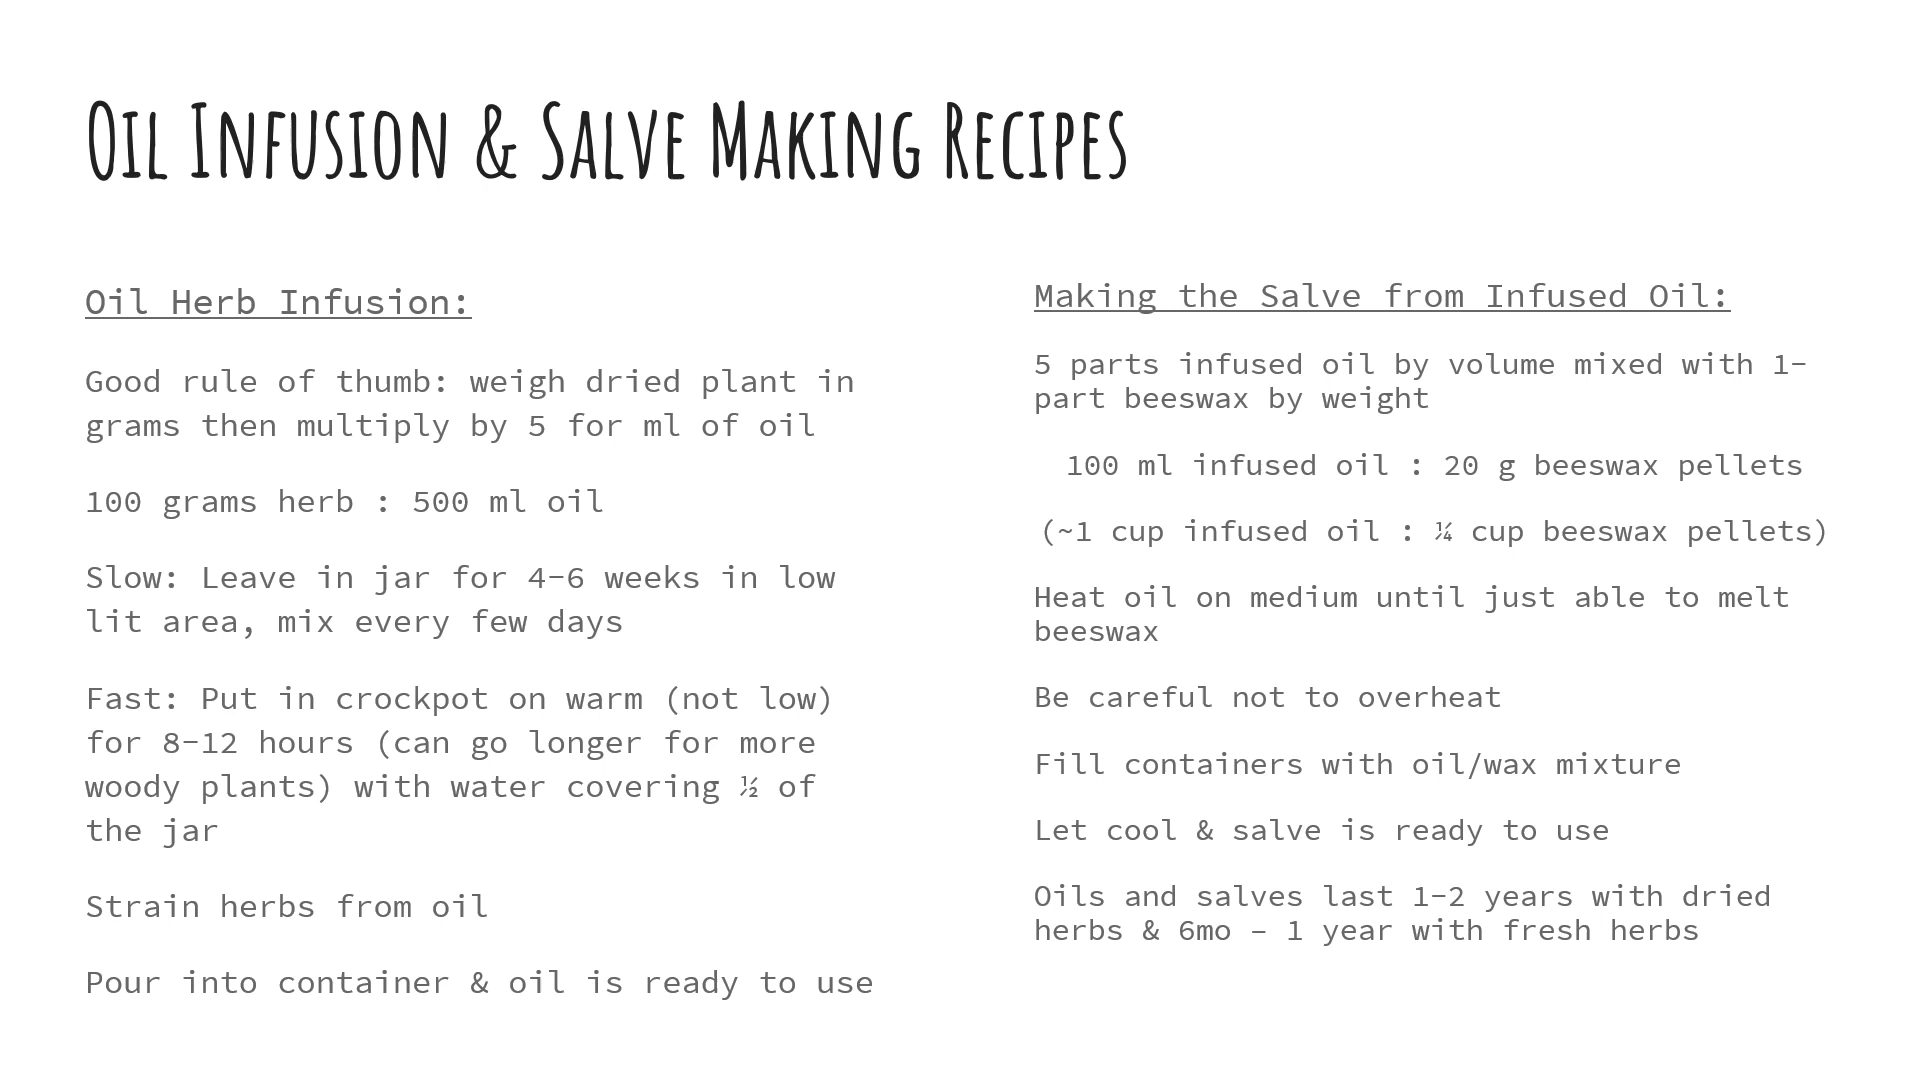 Oil Infusion & Salve Making Recipes
Oil Herb Infusion:
Good rule of thumb: weigh dried plant in
grams then multiply by 5 for ml of oil
100 grams herb : 500 ml oil
Slow: Leave in jar for 4-6 weeks in low
lit area, mix every few days
Fast: Put in crockpot on warm (not low)
for 8-12 hours (can go longer for more
woody plants) with water covering ½ of
the jar
Strain herbs from oil
Pour into container & oil is ready to use
Making the Salve from Infused Oil:
5 parts infused oil by volume mixed with 1-
part beeswax by weight
100 ml infused oil : 20 g beeswax pellets
(~1 cup infused oil : ¼ cup beeswax pellets)
Heat oil on medium until just able to melt
beeswax
Be careful not to overheat
Fill containers with oil/wax mixture
Let cool & salve is ready to use
Oils and salves last 1-2 years with dried
herbs & 6mo – 1 year with fresh herbs